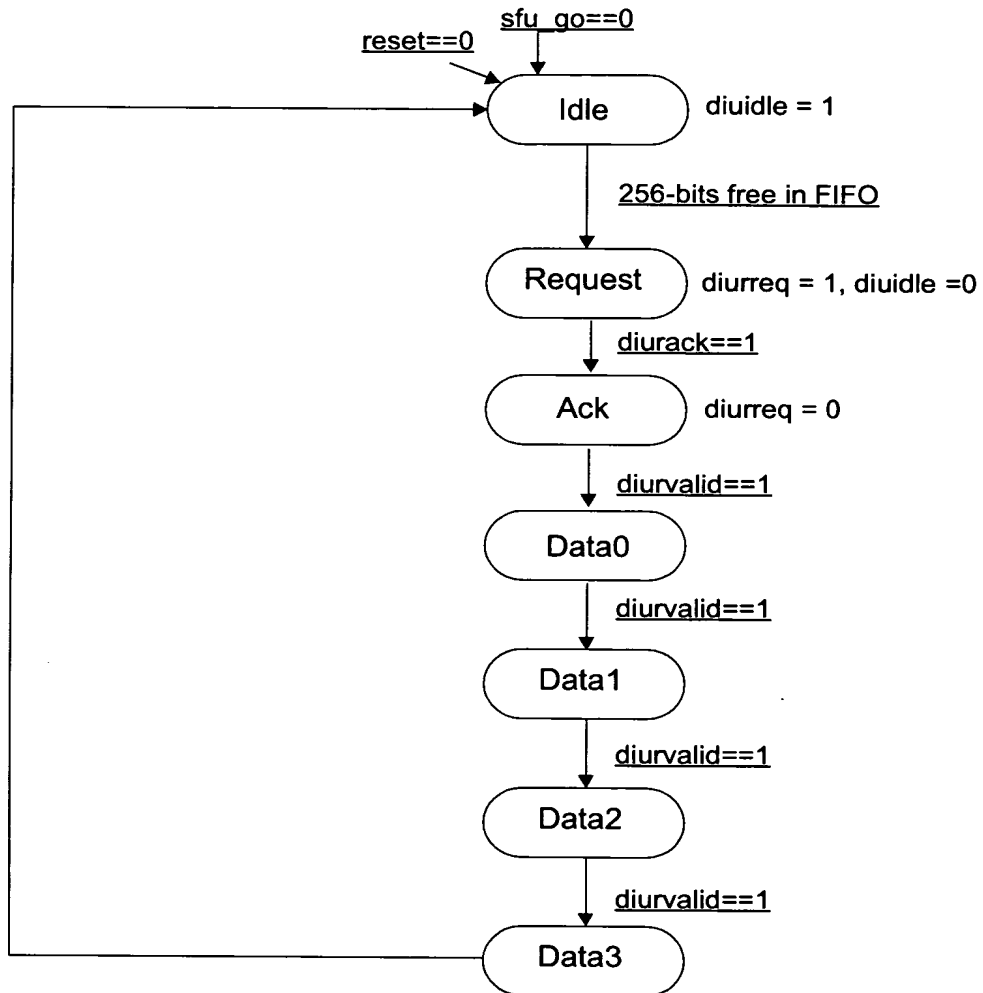 sfu_go==0
reset==0
Idle
diuidle = 1
256-bits free in FIFO
Request
diurreq = 1, diuidle =0
diurack==1
Ack
diurreq = 0
diurvalid==1
Data0
diurvalid==1
Data1
diurvalid==1
Data2
diurvalid==1
Data3